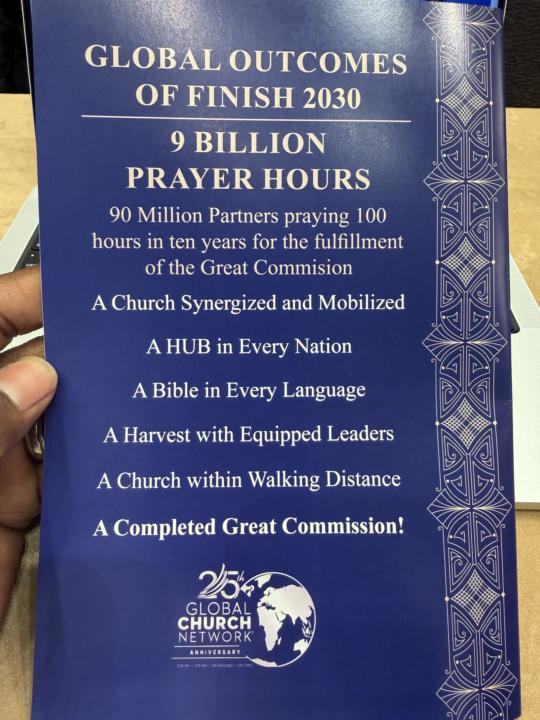 GLOBAL OUTCOMES
OF FINISH 2030
9 BILLION
PRAYER HOURS
90 Million Partners praying 100
hours in ten years for the fulfillment
of the Great Commision
A Church Synergized and Mobilized
A HUB in Every Nation
A Bible in Every Language
A Harvest with Equipped Leaders
A Church within Walking Distance
A Completed Great Commission!
25th
GLOBAL
CHURCH
NETWORK
ANNIVERSARY